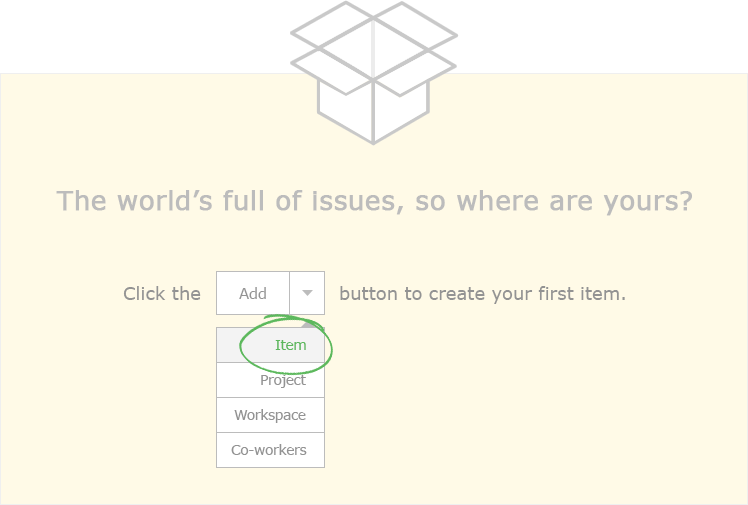 The world’s full of issues, so where are yours?
Click the Add button to create your first item.
Item
Project
Workspace
Co-workers